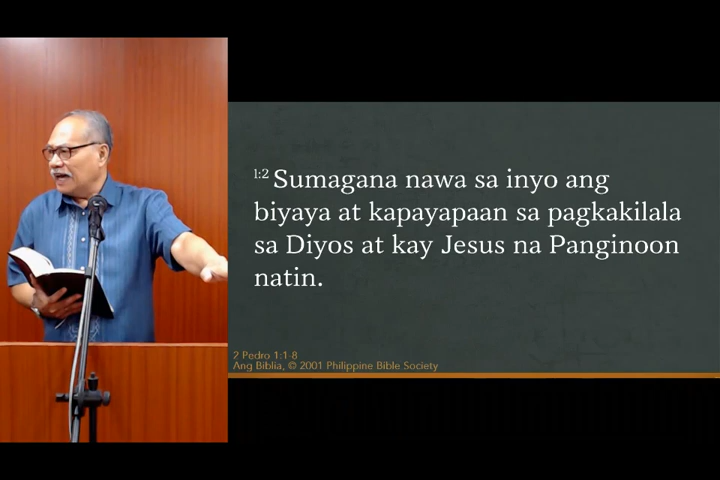 1:2 Sumagana nawa sa inyo ang
biyaya at kapayapaan sa pagkakilala
sa Diyos at kay Jesus na Panginoon
natin.
2 Pedro 1:1-8
Ang Biblia, © 2001 Philippine Bible Society